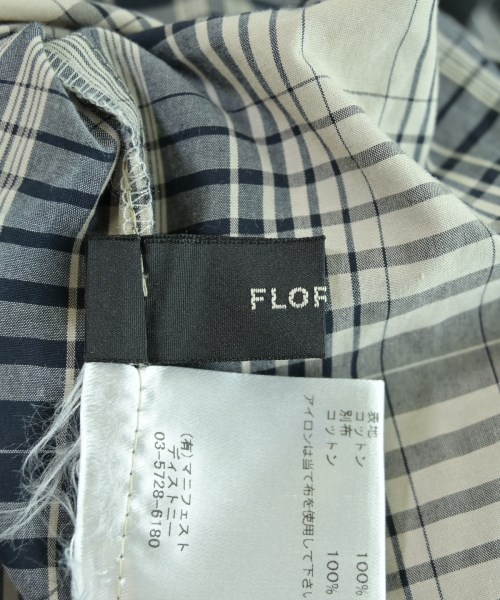 FLOF
表地
コットン 100%
別布
コットン 100%
アイロンは当て布を使用して下さい
(有)マニフェスト
ディストニー
03-5728-6180